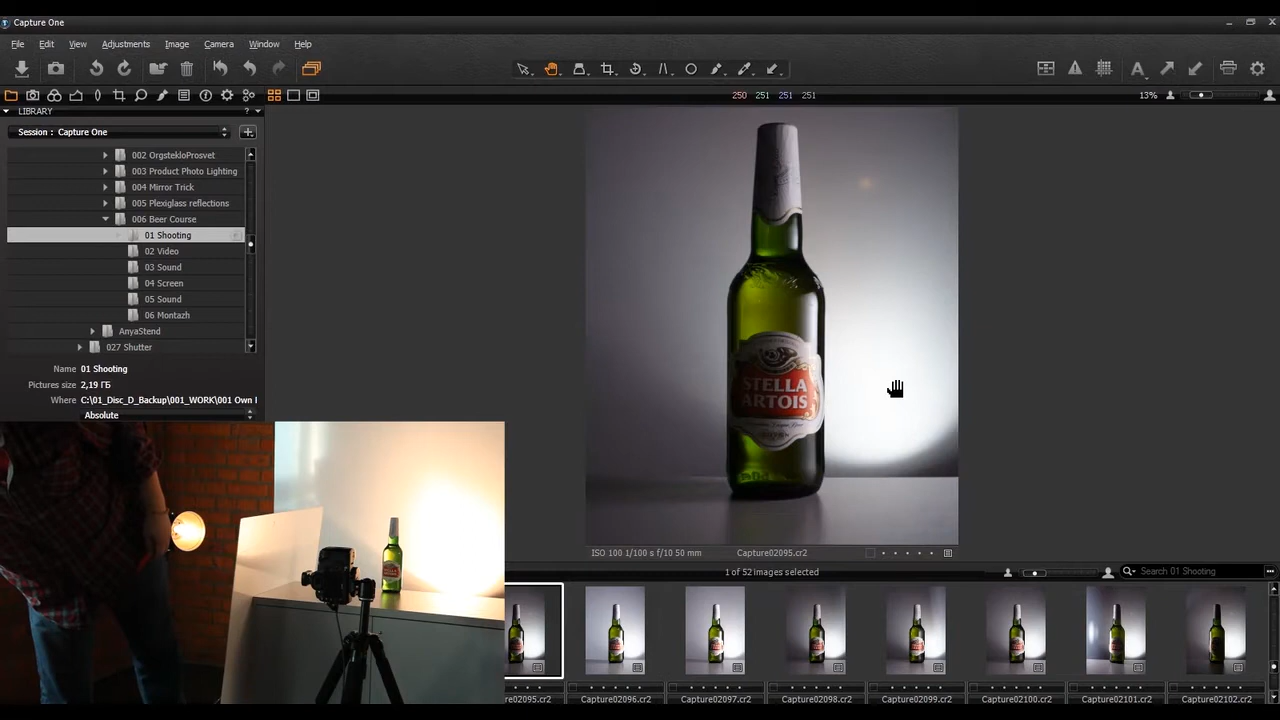 Capture One
File Edit View Adjustments Image Camera Window Help
250 251 251 251
13%
LIBRARY
? 
Session : Capture One
002 OrgstekloProsvet
003 Product Photo Lighting
004 Mirror Trick
005 Plexiglass reflections
006 Beer Course
01 Shooting
02 Video
03 Sound
04 Screen
05 Sound
06 Montazh
AnyaStend
027 Shutter
Name 01 Shooting
Pictures size 2,19 ГБ
Where C:\01_Disc_D_Backup\001_WORK\001 Own I
Absolute
STELLA
ARTOIS
ISO 100 1/100 s f/10 50 mm Capture02095.cr2
1 of 52 images selected
Search 01 Shooting
re02095.cr2 Capture02096.cr2 Capture02097.cr2 Capture02098.cr2 Capture02099.cr2 Capture02100.cr2 Capture02101.cr2 Capture02102.cr2